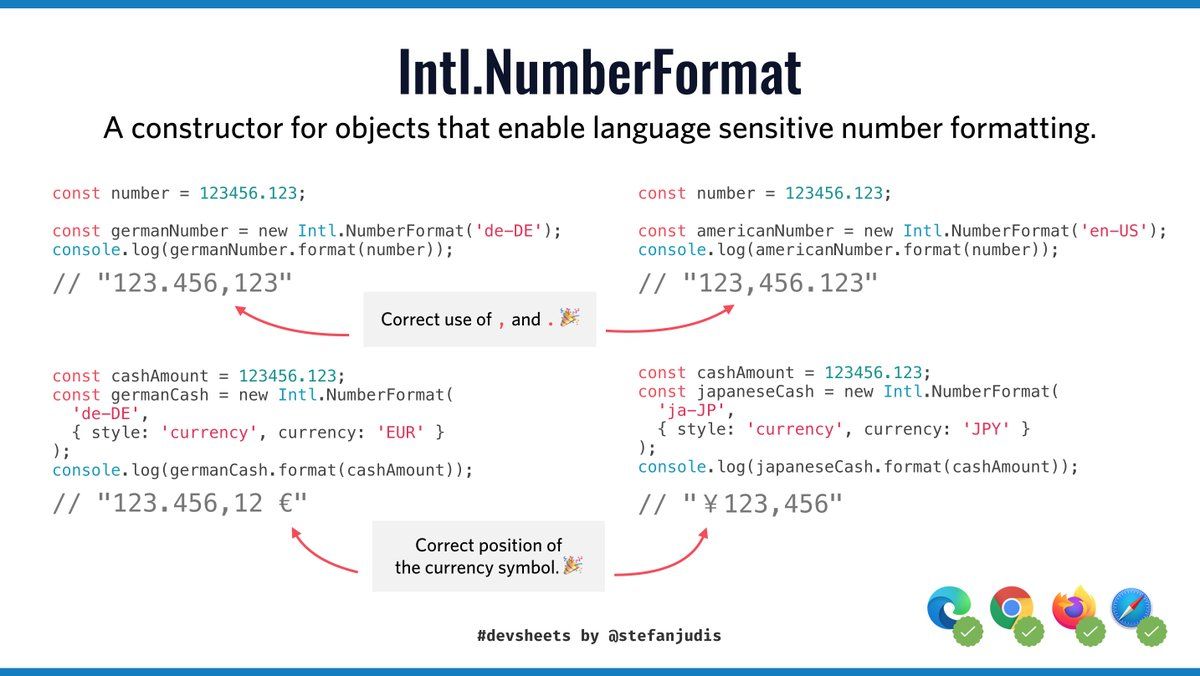 Intl.NumberFormat
A constructor for objects that enable language sensitive number formatting.
const number = 123456.123;
const germanNumber = new Intl.NumberFormat('de-DE');
console.log(germanNumber.format(number));
// "123.456,123"
const number = 123456.123;
const americanNumber = new Intl.NumberFormat('en-US');
console.log(americanNumber.format(number));
// "123,456.123"
Correct use of , and . 🎉
const cashAmount = 123456.123;
const germanCash = new Intl.NumberFormat(
  'de-DE',
  { style: 'currency', currency: 'EUR' }
);
console.log(germanCash.format(cashAmount));
// "123.456,12 €"
const cashAmount = 123456.123;
const japaneseCash = new Intl.NumberFormat(
  'ja-JP',
  { style: 'currency', currency: 'JPY' }
);
console.log(japaneseCash.format(cashAmount));
// "¥123,456"
Correct position of
the currency symbol. 🎉
#devsheets by @stefanjudis